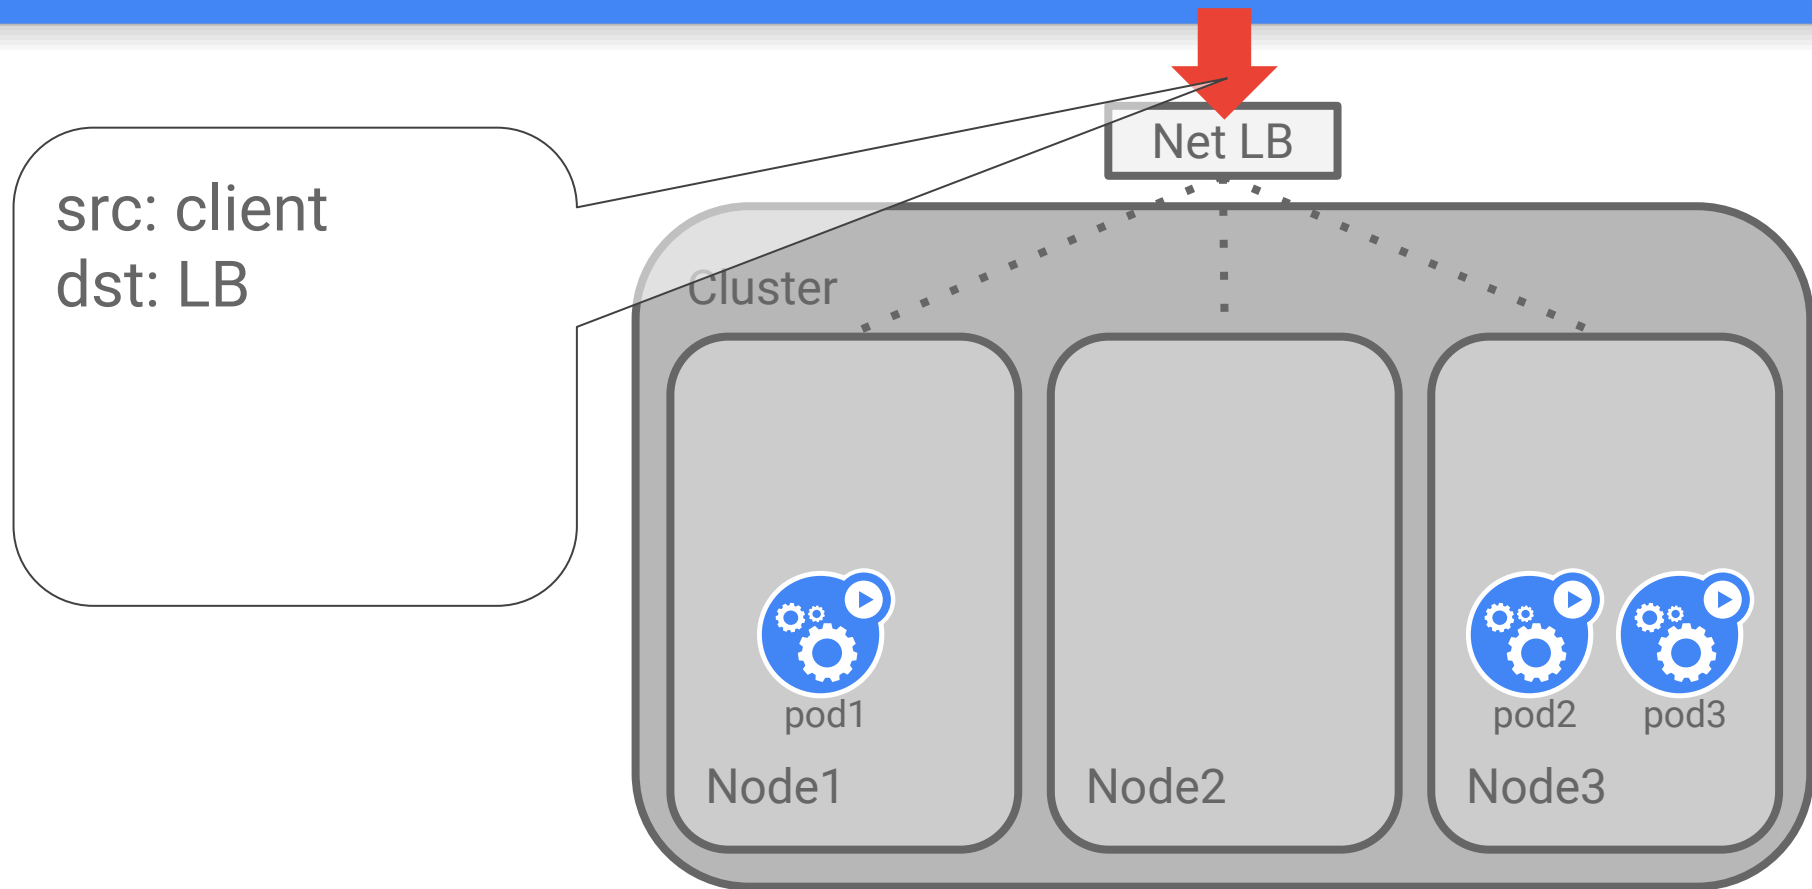 Net LB
src: client
dst: LB
Cluster
pod1
pod2
pod3
Node1
Node2
Node3